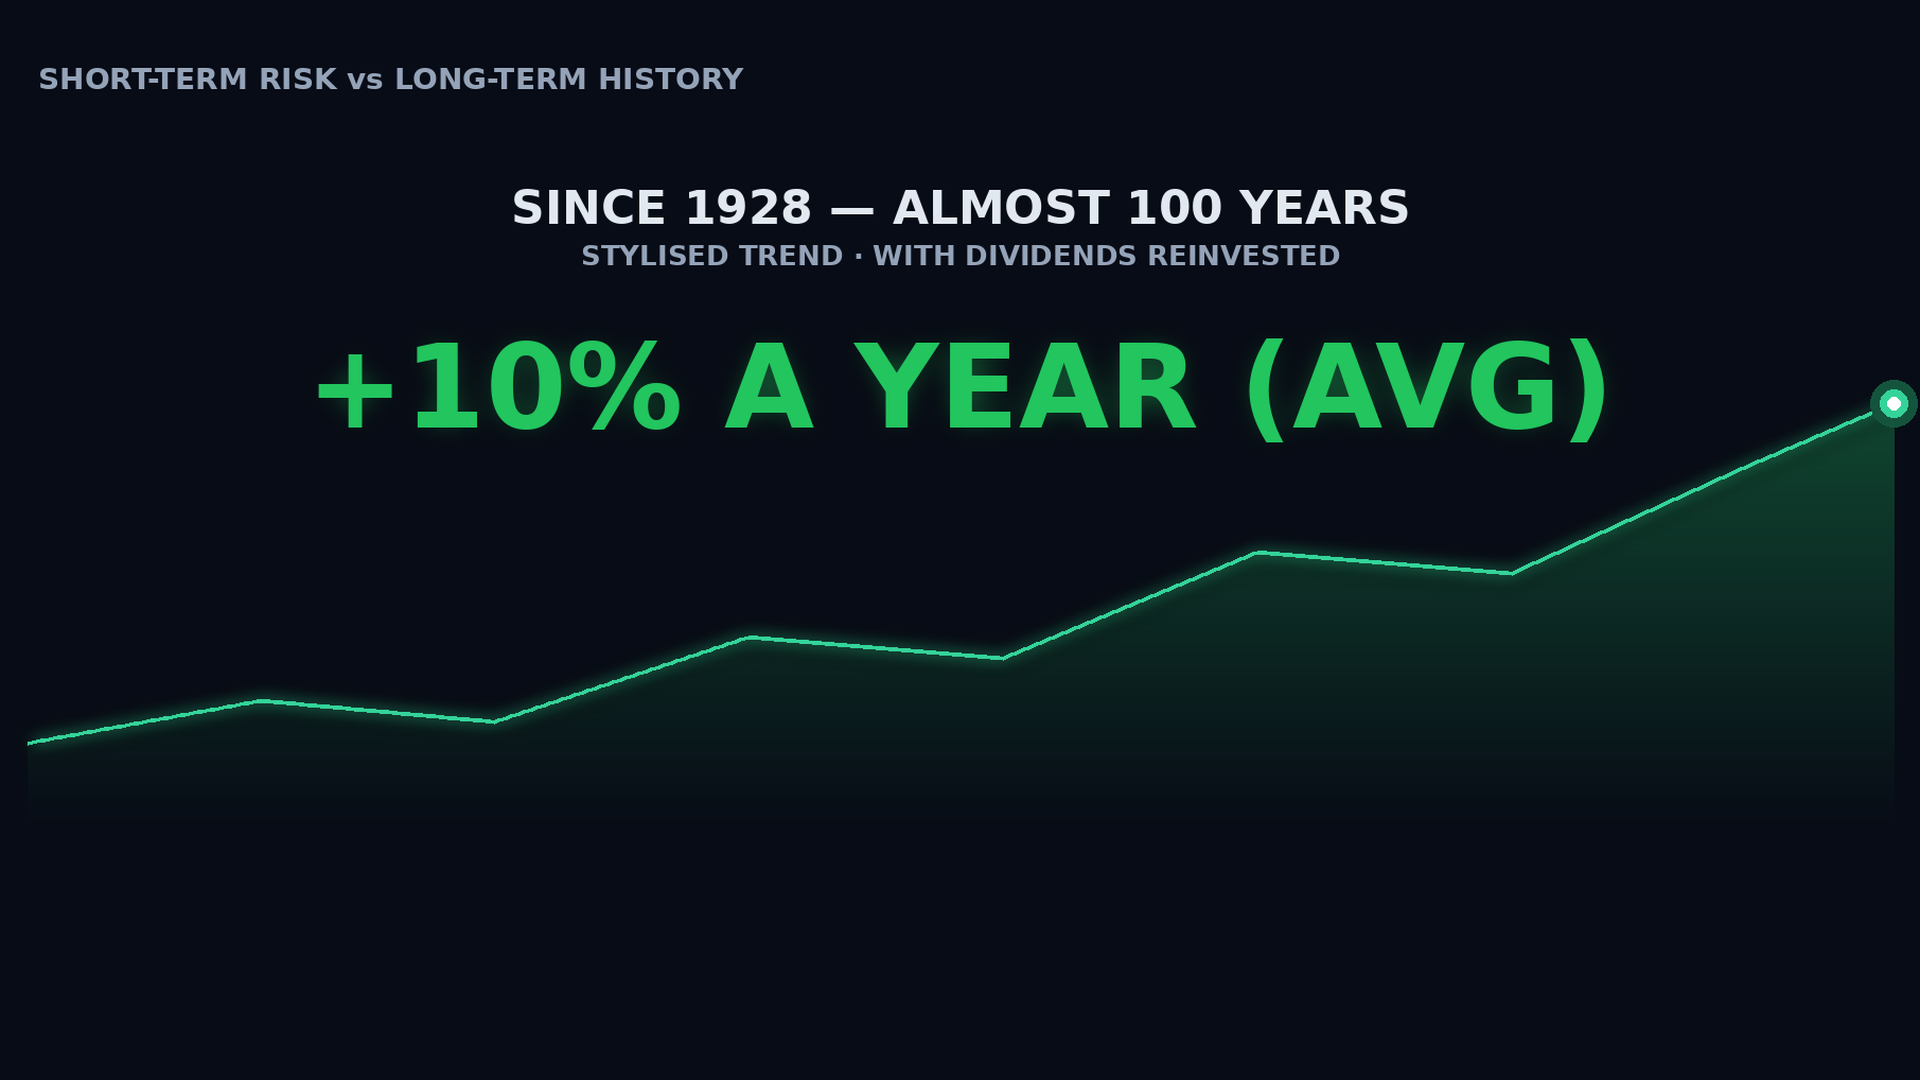 SHORT-TERM RISK vs LONG-TERM HISTORY
SINCE 1928 — ALMOST 100 YEARS
STYLISED TREND · WITH DIVIDENDS REINVESTED
+10% A YEAR (AVG)